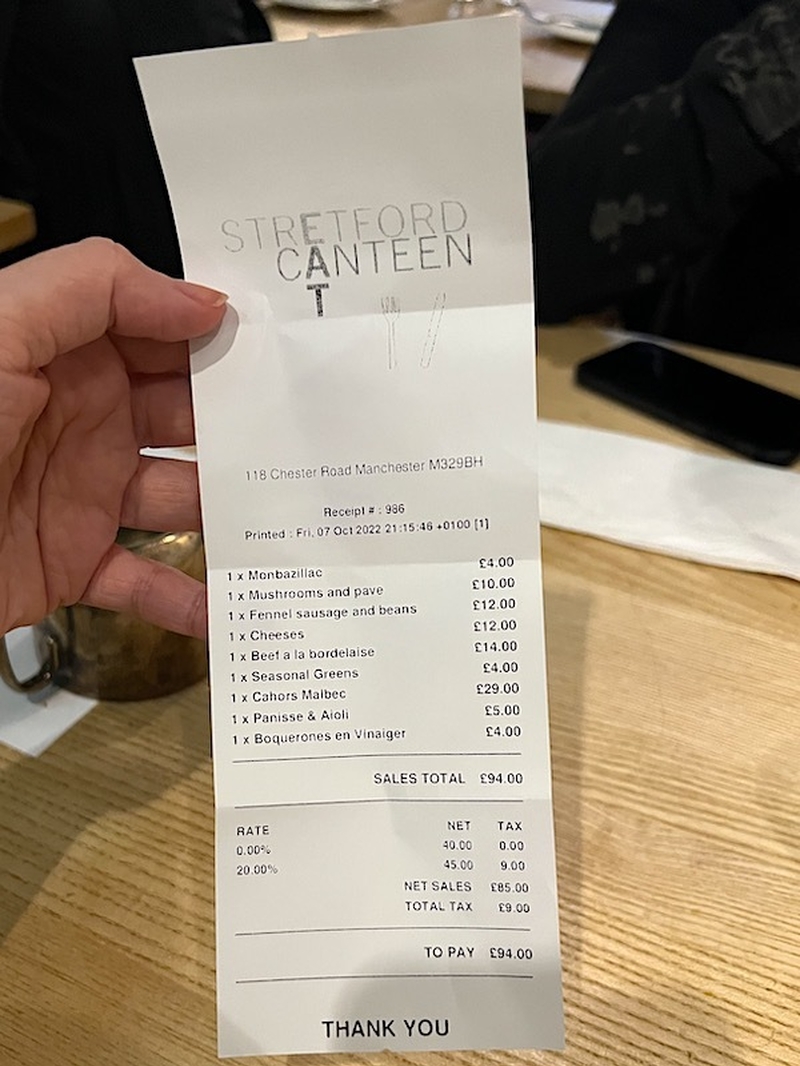 STRETFORD
CANTEEN
T
118 Chester Road Manchester M329BH
Receipt # : 986
Printed : Fri, 07 Oct 2022 21:15:46 +0100 [1]
1 x Monbazillac £4.00
1 x Mushrooms and pave £10.00
1 x Fennel sausage and beans £12.00
1 x Cheeses £12.00
1 x Beef a la bordelaise £14.00
1 x Seasonal Greens £4.00
1 x Cahors Malbec £29.00
1 x Panisse & Aioli £5.00
1 x Boquerones en Vinaiger £4.00
SALES TOTAL £94.00
RATE NET TAX
0.00% 40.00 0.00
20.00% 45.00 9.00
NET SALES £85.00
TOTAL TAX £9.00
TO PAY £94.00
THANK YOU